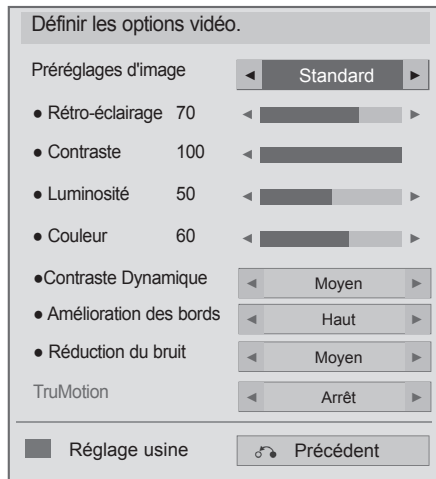 Définir les options vidéo.
Préréglages d'image ◄ Standard ►
● Rétro-éclairage 70 ◄ ►
● Contraste 100 ◄
● Luminosité 50 ◄ ►
● Couleur 60 ◄ ►
●Contraste Dynamique ◄ Moyen ►
● Amélioration des bords ◄ Haut ►
● Réduction du bruit ◄ Moyen ►
TruMotion ◄ Arrêt ►
Réglage usine Précédent